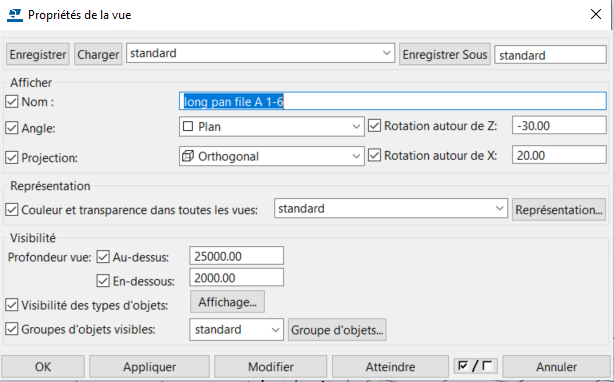 Propriétés de la vue
Enregistrer Charger standard Enregistrer Sous standard
Afficher
Nom : long pan file A 1-6
Angle: Plan Rotation autour de Z: -30.00
Projection: Orthogonal Rotation autour de X: 20.00
Représentation
Couleur et transparence dans toutes les vues: standard Représentation...
Visibilité
Profondeur vue: Au-dessus: 25000.00
En-dessous: 2000.00
Visibilité des types d'objets: Affichage...
Groupes d'objets visibles: standard Groupe d'objets...
OK Appliquer Modifier Atteindre / Annuler